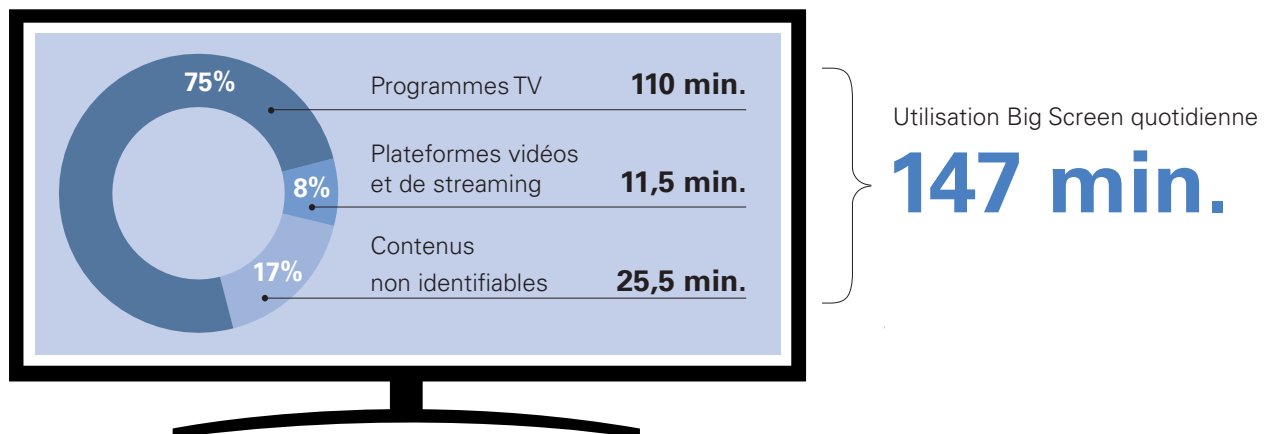 75%
Programmes TV 110 min.
Plateformes vidéos
et de streaming 11,5 min.
8%
Contenus
non identifiables 25,5 min.
17%
Utilisation Big Screen quotidienne
147 min.